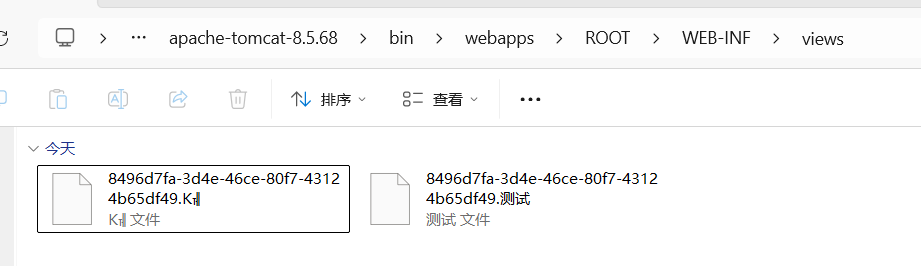 apache-tomcat-8.5.68 > bin > webapps > ROOT > WEB-INF > views
排序 查看
今天
8496d7fa-3d4e-46ce-80f7-4312 8496d7fa-3d4e-46ce-80f7-4312
4b65df49. 4b65df49.测试
文件 测试 文件